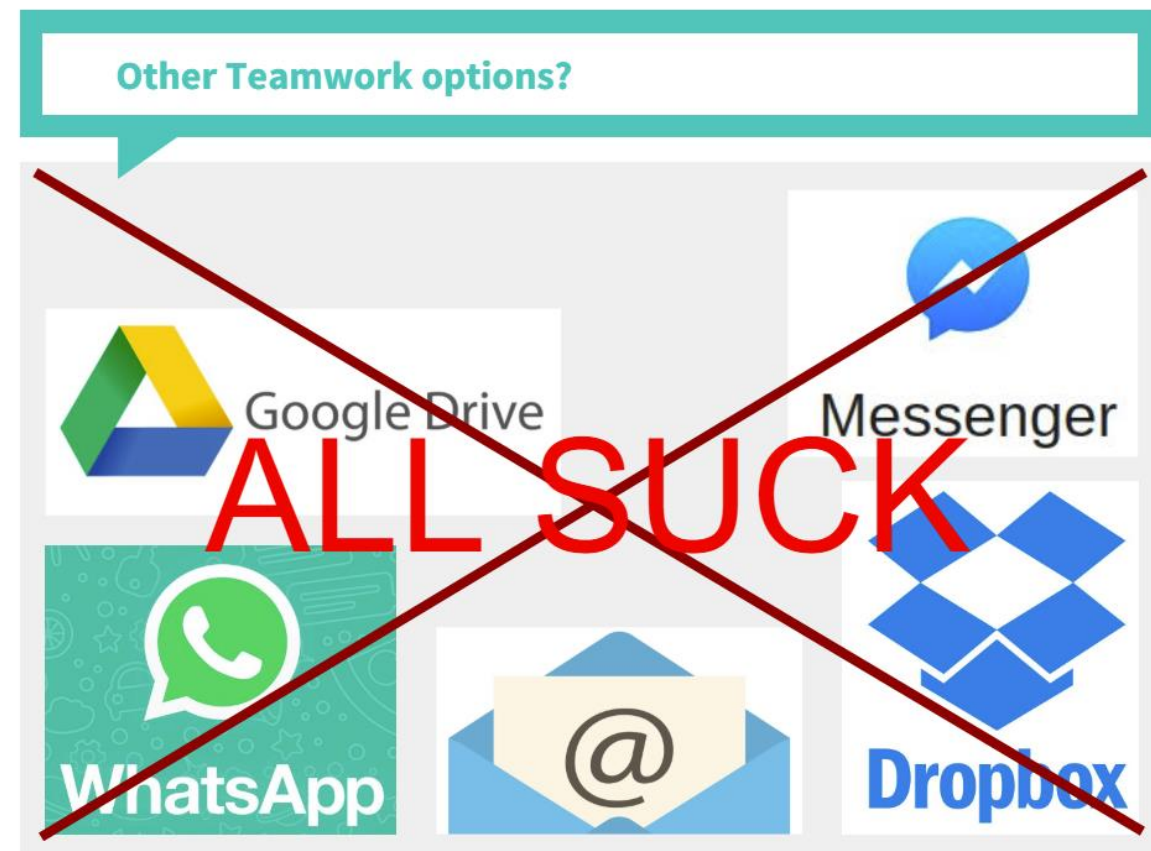 Other Teamwork options?
Messenger
Google Drive
ALL SUCK
WhatsApp
@
Dropbox